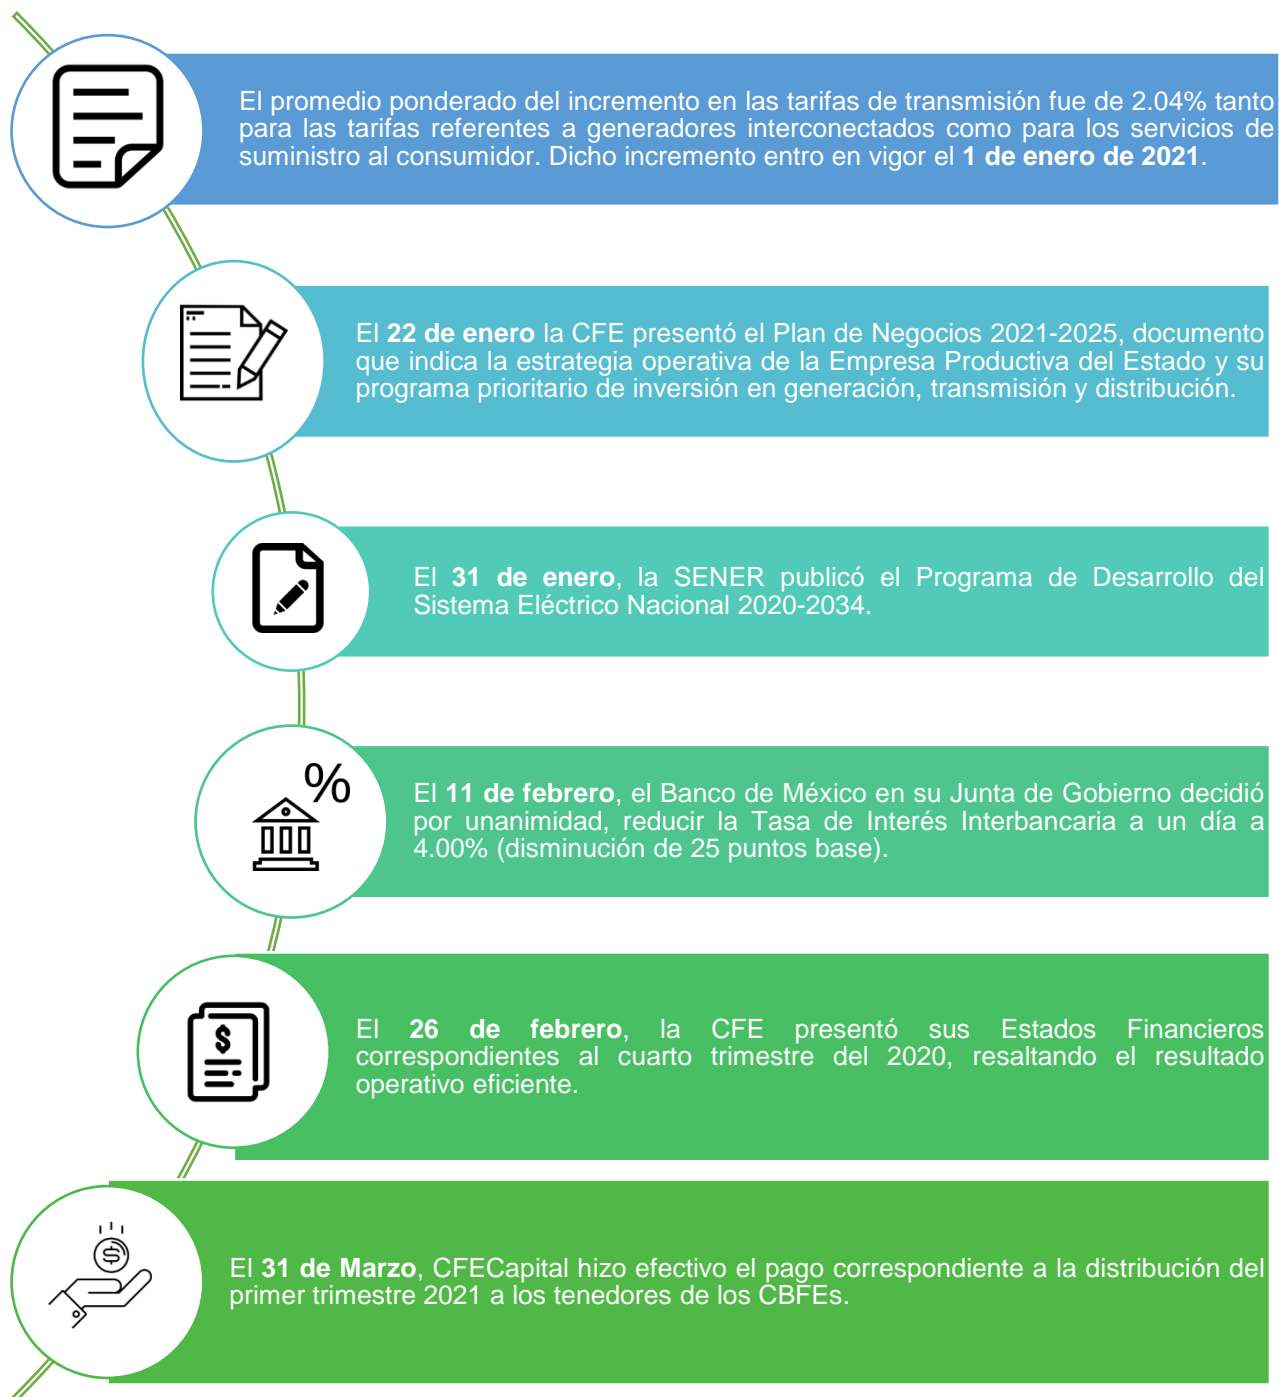 El promedio ponderado del incremento en las tarifas de transmisión fue de 2.04% tanto
para las tarifas referentes a generadores interconectados como para los servicios de
suministro al consumidor. Dicho incremento entro en vigor el 1 de enero de 2021.
El 22 de enero la CFE presentó el Plan de Negocios 2021-2025, documento
que indica la estrategia operativa de la Empresa Productiva del Estado y su
programa prioritario de inversión en generación, transmisión y distribución.
El 31 de enero, la SENER publicó el Programa de Desarrollo del
Sistema Eléctrico Nacional 2020-2034.
%
El 11 de febrero, el Banco de México en su Junta de Gobierno decidió
por unanimidad, reducir la Tasa de Interés Interbancaria a un día a
4.00% (disminución de 25 puntos base).
$
El 26 de febrero, la CFE presentó sus Estados Financieros
correspondientes al cuarto trimestre del 2020, resaltando el resultado
operativo eficiente.
$
El 31 de Marzo, CFECapital hizo efectivo el pago correspondiente a la distribución del
primer trimestre 2021 a los tenedores de los CBFEs.